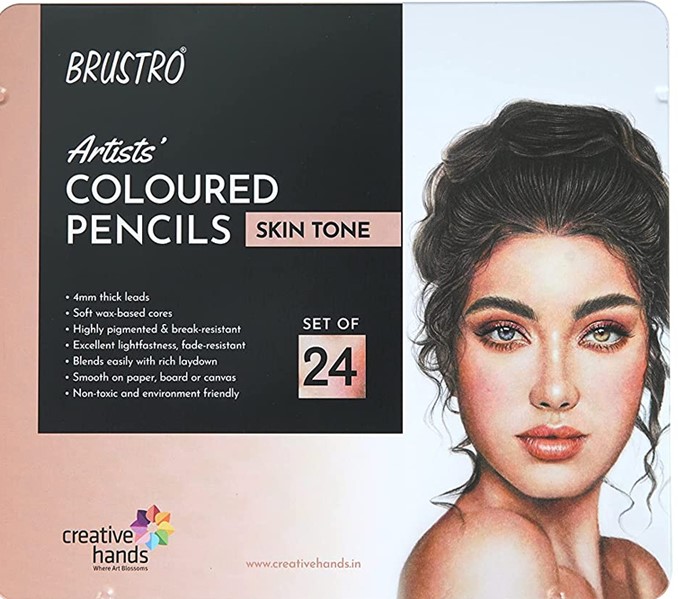 BRUSTRO®
Artists'
COLOURED
PENCILS SKIN TONE
• 4mm thick leads
• Soft wax-based cores
• Highly pigmented & break-resistant
• Excellent lightfastness, fade-resistant
• Blends easily with rich laydown
• Smooth on paper, board or canvas
• Non-toxic and environment friendly
SET OF
24
creative
hands
Where Art Blossoms
www.creativehands.in